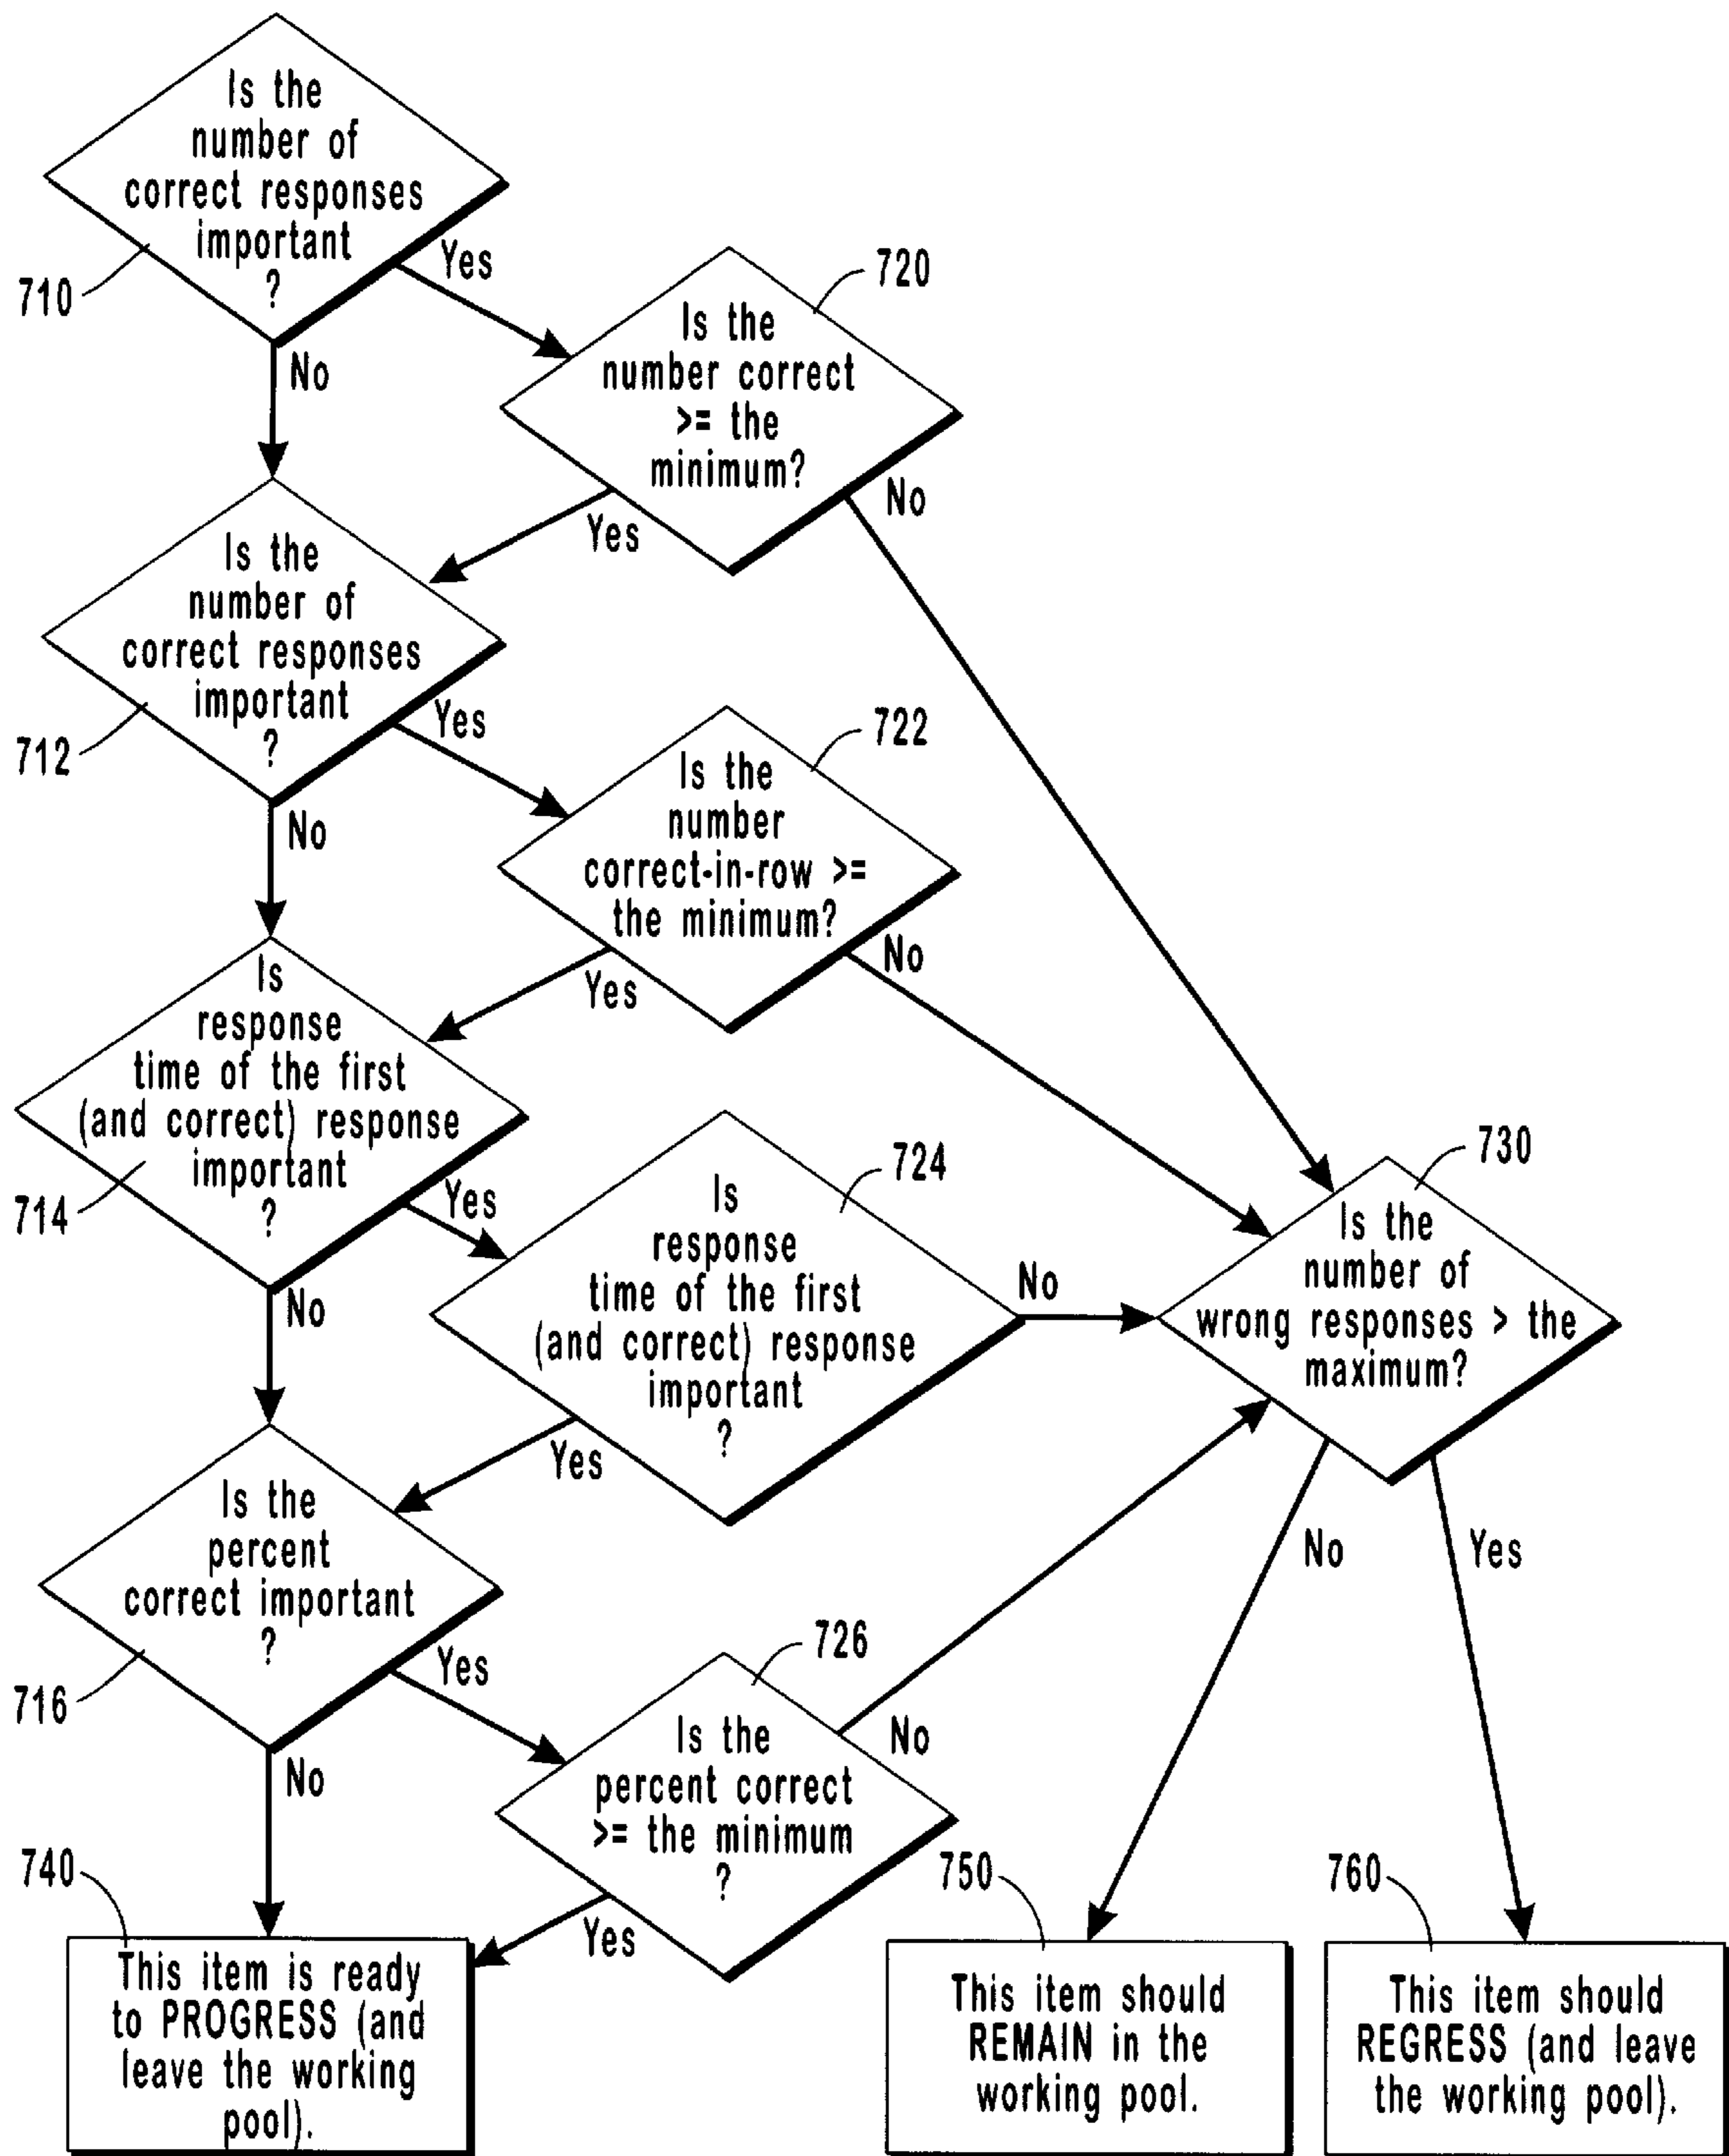 Is the
number of
correct responses
important
?
710
Yes
No
720
Is the
number correct
>= the
minimum?
Yes
No
Is the
number of
correct responses
important
?
712
Yes
No
722
Is the
number
correct-in-row >=
the minimum?
Yes
No
Is
response
time of the first
(and correct) response
important
?
714
Yes
No
724
Is
response
time of the first
(and correct) response
important
?
Yes
No
730
Is the
number of
wrong responses > the
maximum?
No
Yes
Is the
percent
correct important
?
716
Yes
No
726
Is the
percent correct
>= the minimum
?
No
Yes
740
This item is ready
to PROGRESS (and
leave the working
pool).
750
This item should
REMAIN in the
working pool.
760
This item should
REGRESS (and leave
the working pool).